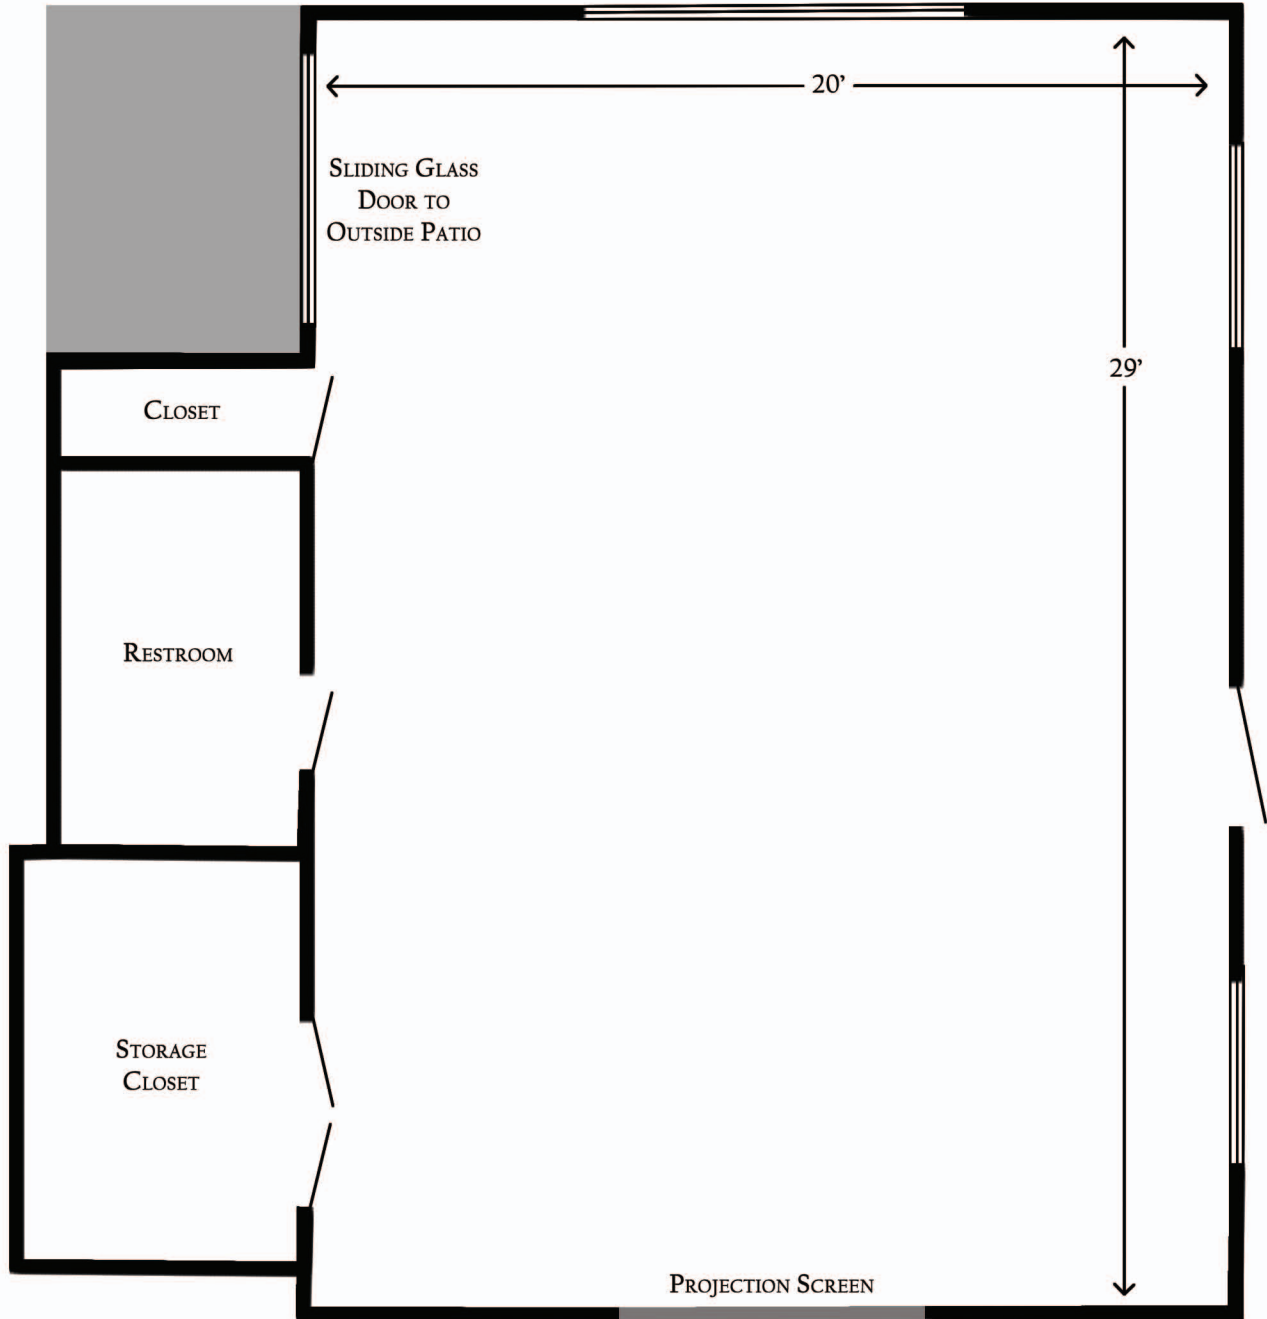 20’
Sliding Glass
Door to
Outside Patio
29’
Closet
Restroom
Storage
Closet
Projection Screen